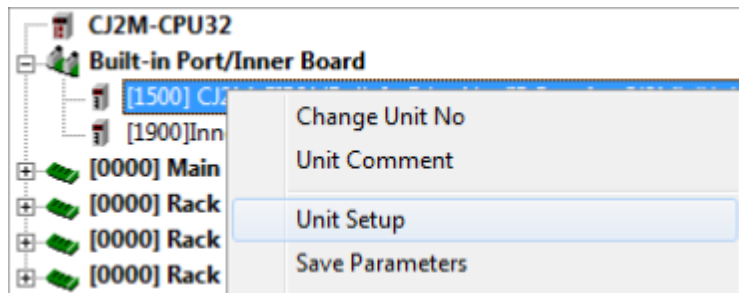 CJ2M-CPU32
Built-in Port/Inner Board
[1500] CJ2
[1900]Inn
[0000] Main
[0000] Rack
[0000] Rack
[0000] Rack
Change Unit No
Unit Comment
Unit Setup
Save Parameters